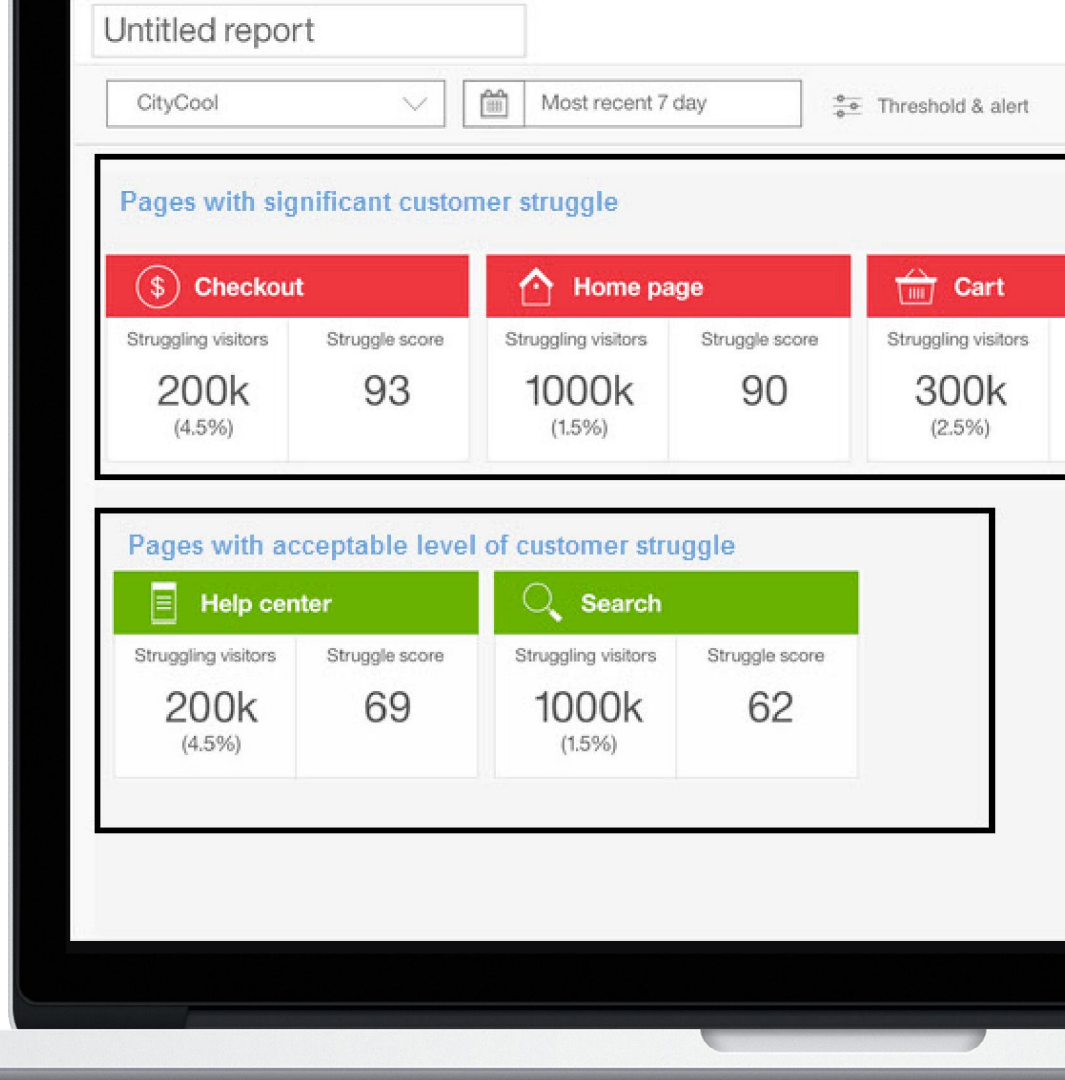 Untitled report
CityCool
Most recent 7 day
Threshold & alert
Pages with significant customer struggle
Checkout
Home page
Cart
Struggling visitors
Struggle score
Struggling visitors
Struggle score
Struggling visitors
200k
93
1000k
90
300k
(4.5%)
(1.5%)
(2.5%)
Pages with acceptable level of customer struggle
Help center
Search
Struggling visitors
Struggle score
Struggling visitors
Struggle score
200k
69
1000k
62
(4.5%)
(1.5%)